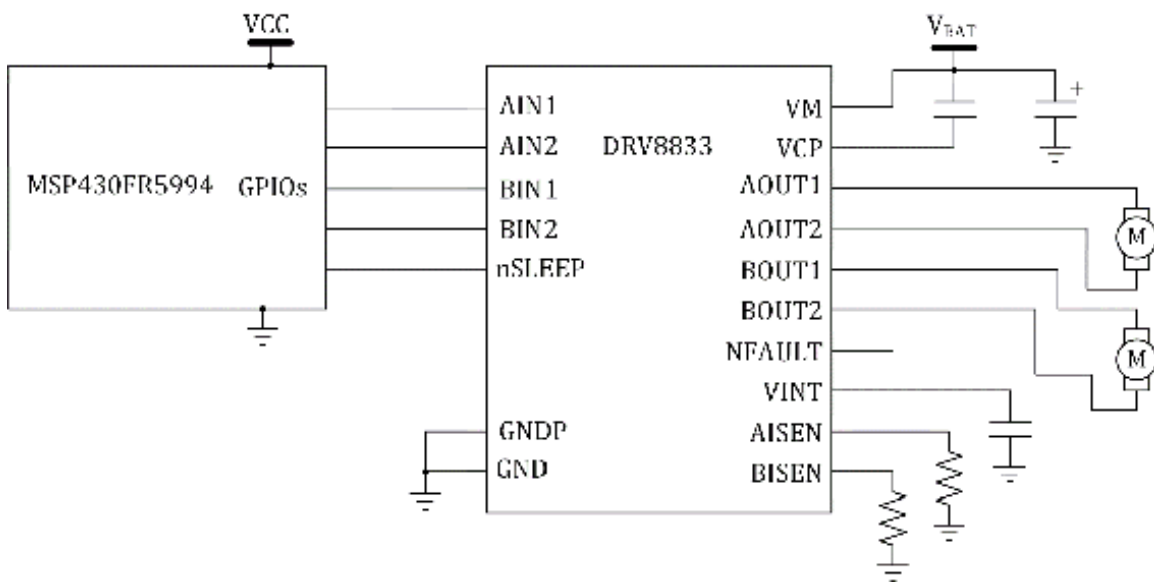 VCC
MSP430FR5994
GPIOs
AIN1
AIN2
BIN1
BIN2
nSLEEP
GNDP
GND
DRV8833
VM
VCP
AOUT1
AOUT2
BOUT1
BOUT2
NFAULT
VINT
AISEN
BISEN
VBAT
+
M
M